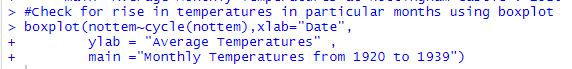 > #Check for rise in temperatures in particular months using boxplot
> boxplot(nottem~cycle(nottem),xlab="Date",
+         ylab = "Average Temperatures" ,
+         main ="Monthly Temperatures from 1920 to 1939")